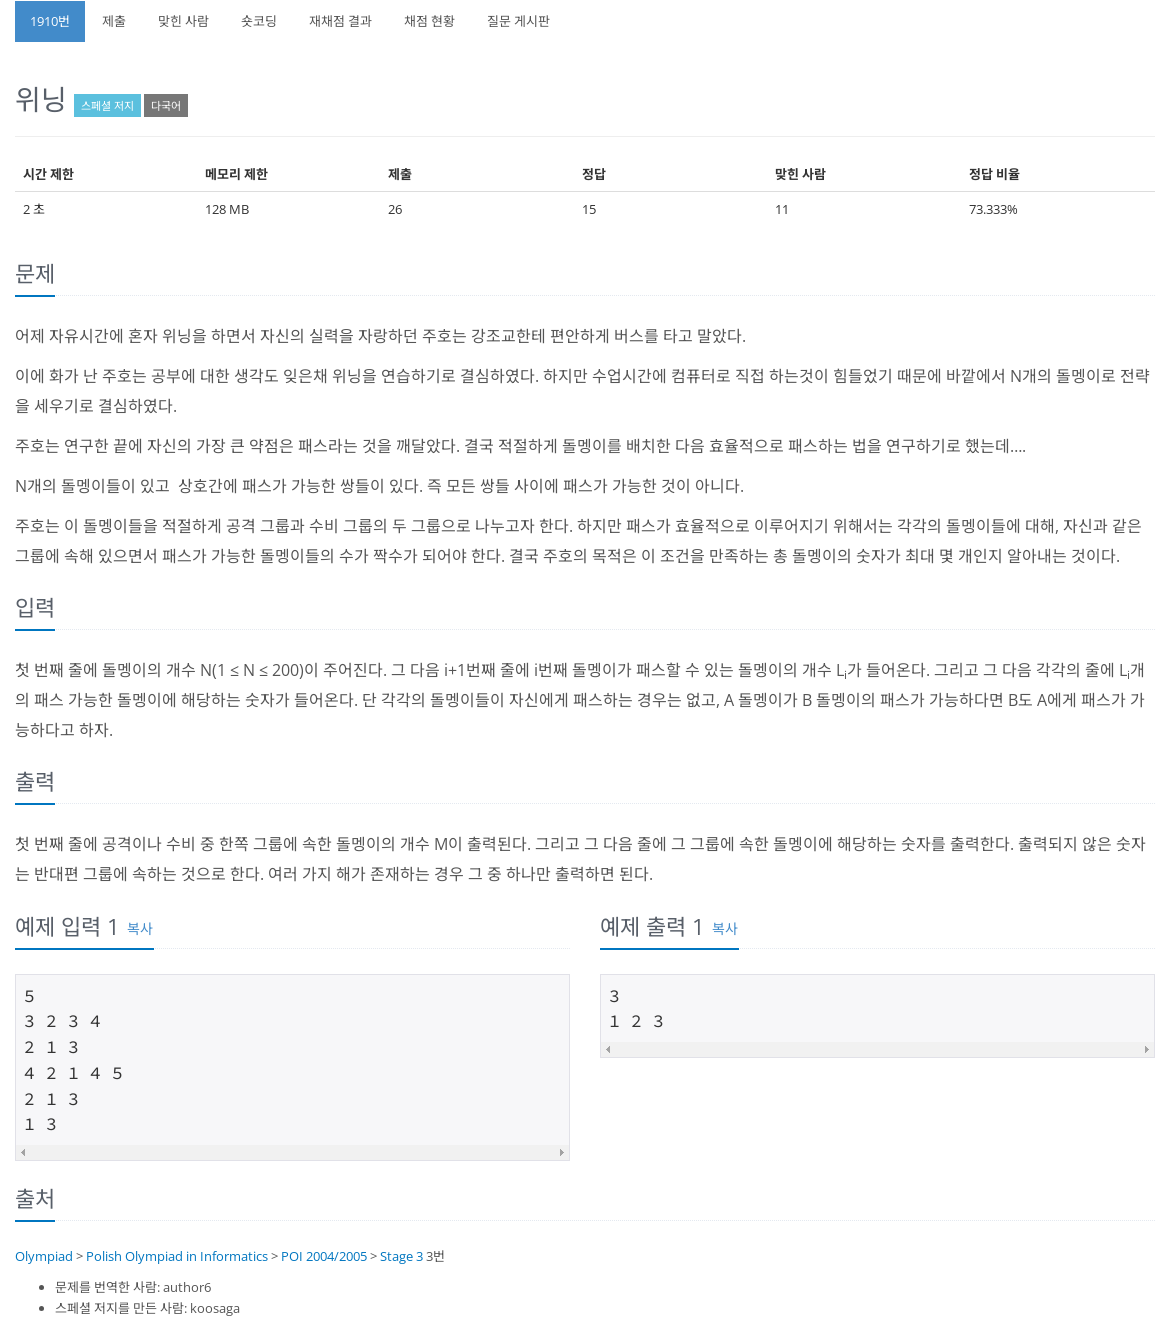 1910번 제출 맞힌 사람 숏코딩 재채점 결과 채점 현황 질문 게시판
위닝 스페셜 저지 다국어
시간 제한 메모리 제한 제출 정답 맞힌 사람 정답 비율
2 초 128 MB 26 15 11 73.333%
문제
어제 자유시간에 혼자 위닝을 하면서 자신의 실력을 자랑하던 주호는 강조교한테 편안하게 버스를 타고 말았다.
이에 화가 난 주호는 공부에 대한 생각도 잊은채 위닝을 연습하기로 결심하였다. 하지만 수업시간에 컴퓨터로 직접 하는것이 힘들었기 때문에 바깥에서 N개의 돌멩이로 전략
을 세우기로 결심하였다.
주호는 연구한 끝에 자신의 가장 큰 약점은 패스라는 것을 깨달았다. 결국 적절하게 돌멩이를 배치한 다음 효율적으로 패스하는 법을 연구하기로 했는데....
N개의 돌멩이들이 있고  상호간에 패스가 가능한 쌍들이 있다. 즉 모든 쌍들 사이에 패스가 가능한 것이 아니다.
주호는 이 돌멩이들을 적절하게 공격 그룹과 수비 그룹의 두 그룹으로 나누고자 한다. 하지만 패스가 효율적으로 이루어지기 위해서는 각각의 돌멩이들에 대해, 자신과 같은
그룹에 속해 있으면서 패스가 가능한 돌멩이들의 수가 짝수가 되어야 한다. 결국 주호의 목적은 이 조건을 만족하는 총 돌멩이의 숫자가 최대 몇 개인지 알아내는 것이다.
입력
첫 번째 줄에 돌멩이의 개수 N(1 ≤ N ≤ 200)이 주어진다. 그 다음 i+1번째 줄에 i번째 돌멩이가 패스할 수 있는 돌멩이의 개수 Lᵢ가 들어온다. 그리고 그 다음 각각의 줄에 Lᵢ개
의 패스 가능한 돌멩이에 해당하는 숫자가 들어온다. 단 각각의 돌멩이들이 자신에게 패스하는 경우는 없고, A 돌멩이가 B 돌멩이의 패스가 가능하다면 B도 A에게 패스가 가
능하다고 하자.
출력
첫 번째 줄에 공격이나 수비 중 한쪽 그룹에 속한 돌멩이의 개수 M이 출력된다. 그리고 그 다음 줄에 그 그룹에 속한 돌멩이에 해당하는 숫자를 출력한다. 출력되지 않은 숫자
는 반대편 그룹에 속하는 것으로 한다. 여러 가지 해가 존재하는 경우 그 중 하나만 출력하면 된다.
예제 입력 1 복사
5
3 2 3 4
2 1 3
4 2 1 4 5
2 1 3
1 3
예제 출력 1 복사
3
1 2 3
출처
Olympiad > Polish Olympiad in Informatics > POI 2004/2005 > Stage 3 3번
문제를 번역한 사람: author6
스페셜 저지를 만든 사람: koosaga